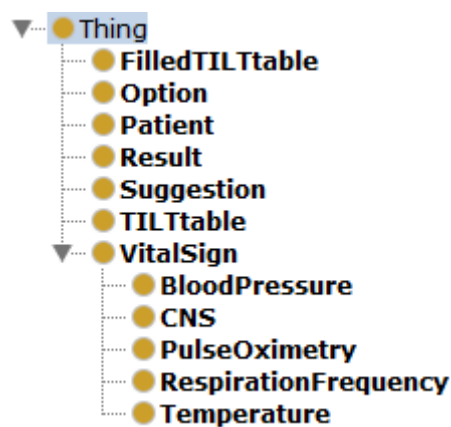 Thing
FilledTILTtable
Option
Patient
Result
Suggestion
TILTtable
VitalSign
BloodPressure
CNS
PulseOximetry
RespirationFrequency
Temperature